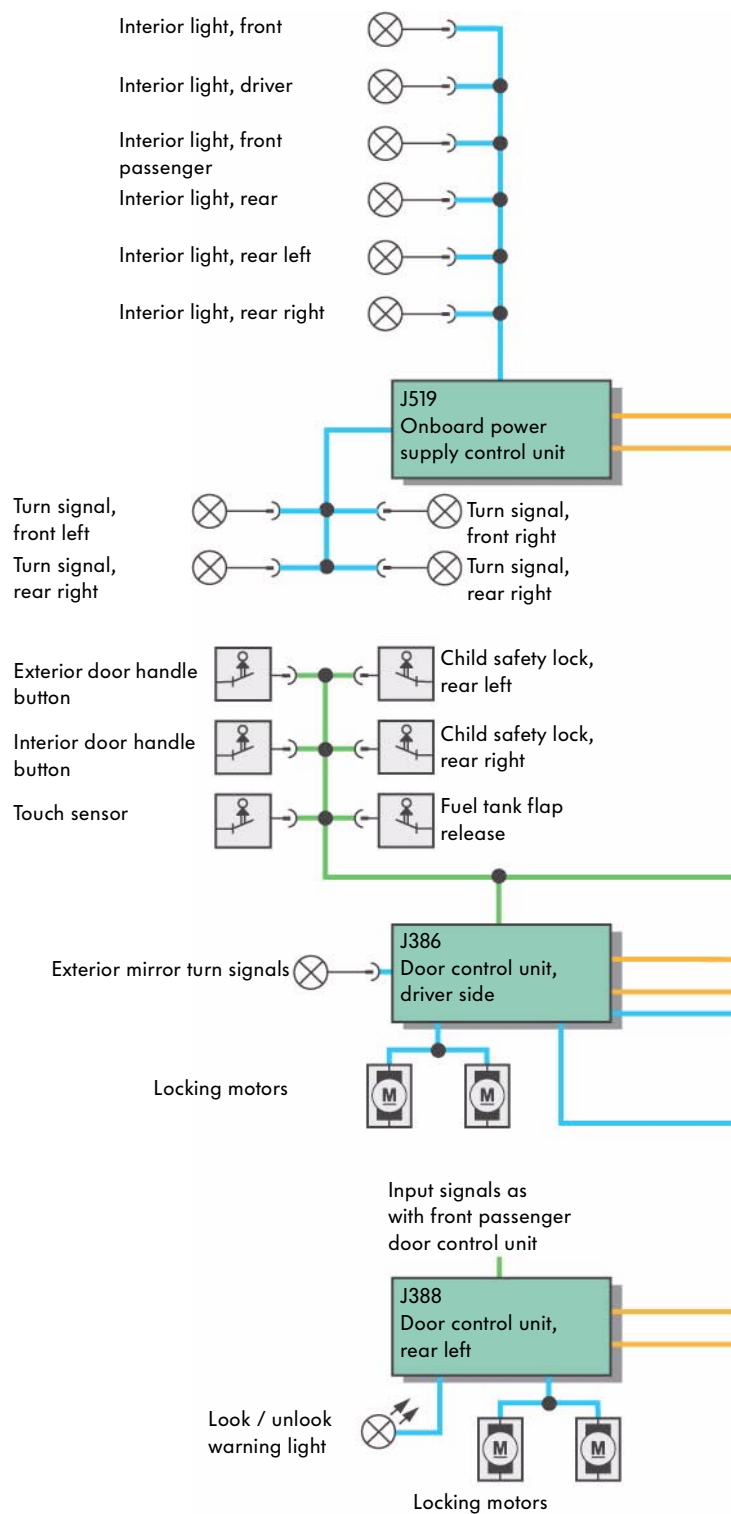 Interior light, front
Interior light, driver
Interior light, front
passenger
Interior light, rear
Interior light, rear left
Interior light, rear right
J519
Onboard power
supply control unit
Turn signal,
front left
Turn signal,
front right
Turn signal,
rear right
Turn signal,
rear right
Exterior door handle
button
Child safety lock,
rear left
Interior door handle
button
Child safety lock,
rear right
Touch sensor
Fuel tank flap
release
J386
Door control unit,
driver side
Exterior mirror turn signals
Locking motors
M
M
Input signals as
with front passenger
door control unit
J388
Door control unit,
rear left
Look / unlook
warning light
M
M
Locking motors